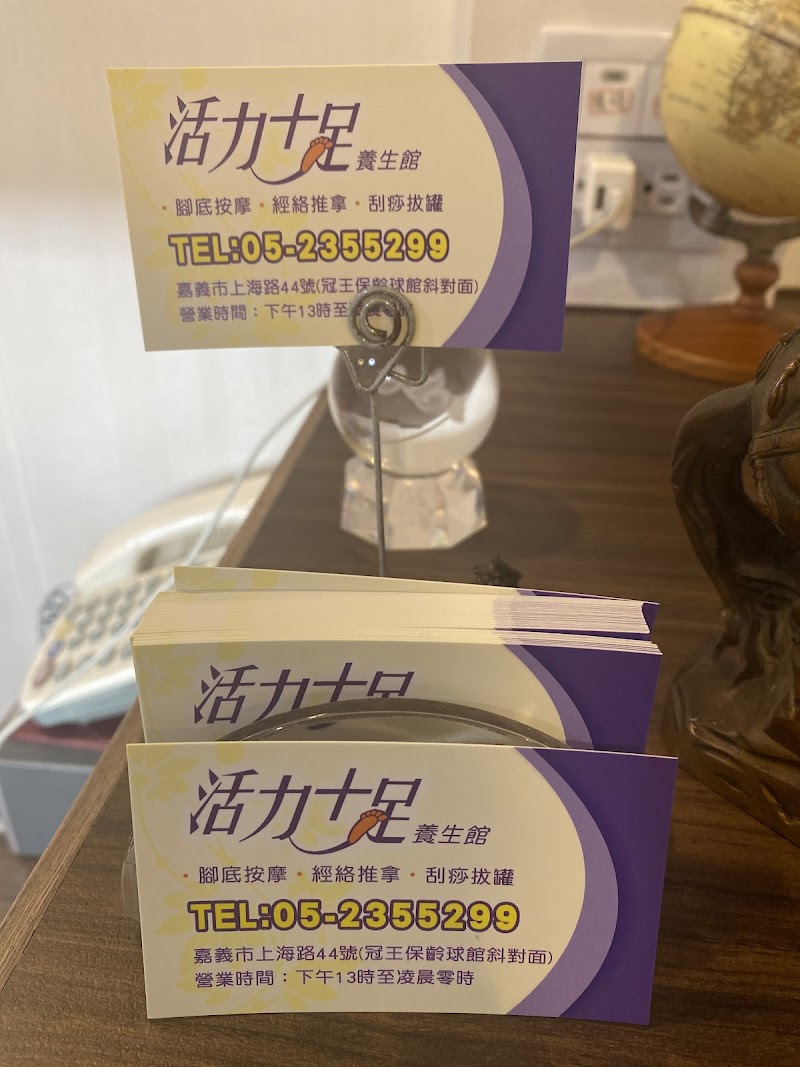 活力十足養生館
・腳底按摩・經絡推拿・刮痧拔罐
TEL:05-2355299
嘉義市上海路44號(冠王保齡球館斜對面)
營業時間：下午13時至凌晨零時
活力十足
活力十足養生館
・腳底按摩・經絡推拿・刮痧拔罐
TEL:05-2355299
嘉義市上海路44號(冠王保齡球館斜對面)
營業時間：下午13時至凌晨零時